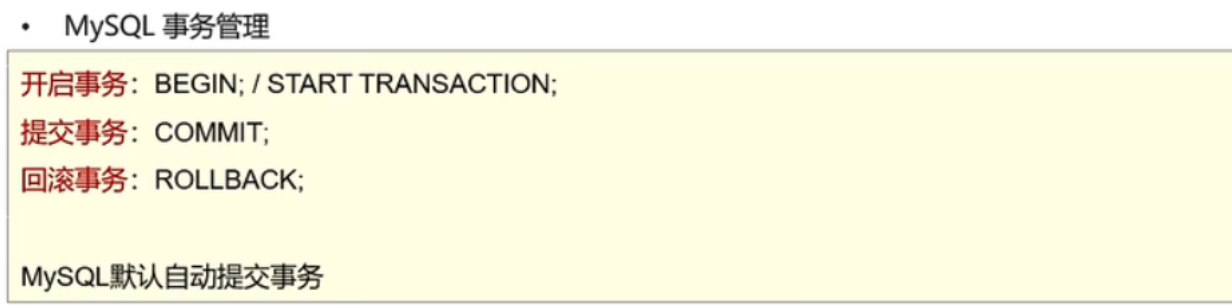 • MySQL 事务管理
开启事务：BEGIN; / START TRANSACTION;
提交事务：COMMIT;
回滚事务：ROLLBACK;
MySQL默认自动提交事务